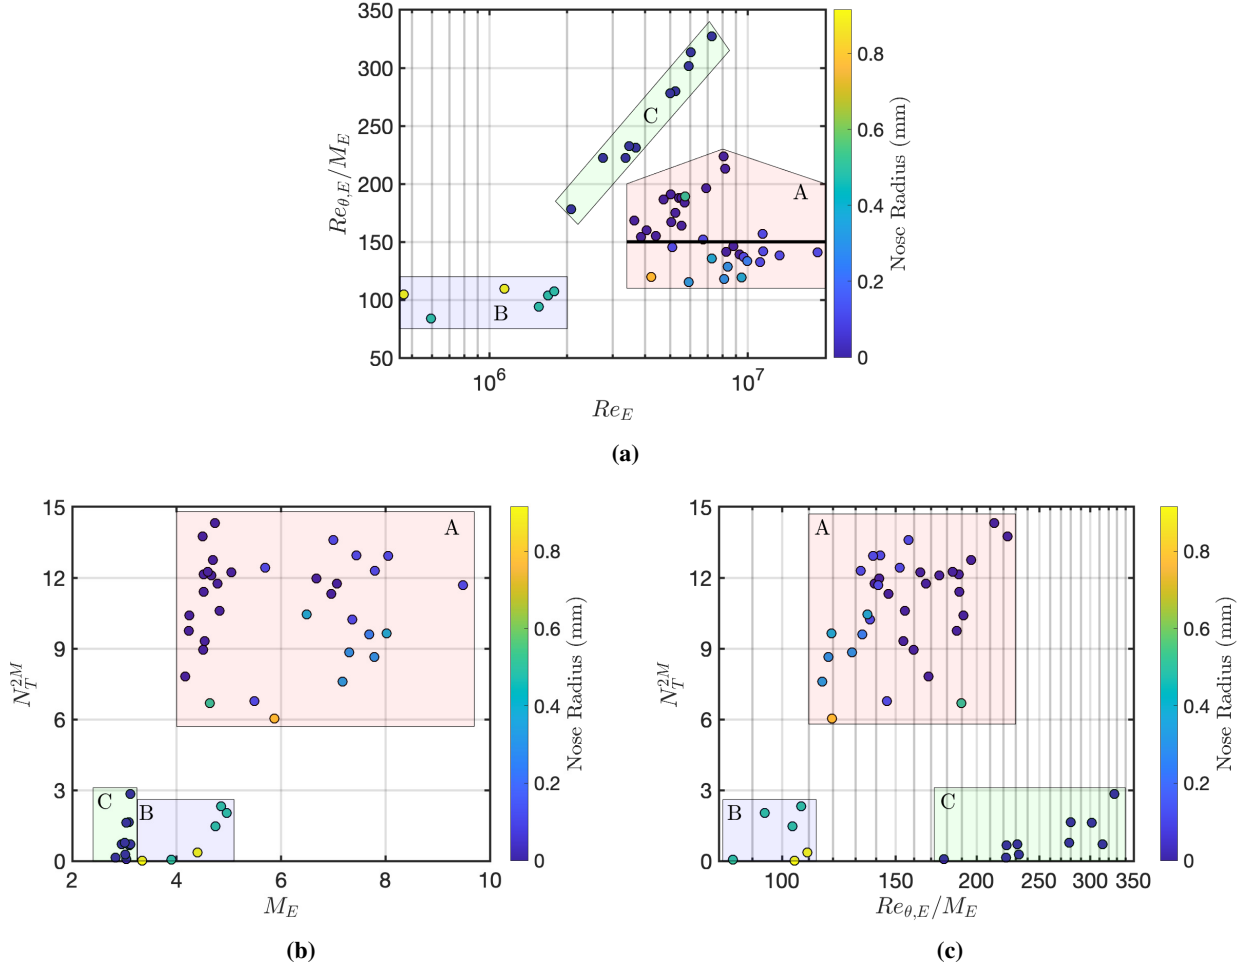 350
300
250
200
150
100
50
Re_{θ,E}/M_E
C
A
B
10^6
10^7
Re_E
0.8
0.6
0.4
0.2
0
Nose Radius (mm)
(a)
15
12
9
6
3
0
N_T^{2M}
A
C
B
2
4
6
8
10
M_E
0.8
0.6
0.4
0.2
0
Nose Radius (mm)
(b)
15
12
9
6
3
0
N_T^{2M}
A
B
C
100
150
200
250
300
350
Re_{θ,E}/M_E
0.8
0.6
0.4
0.2
0
Nose Radius (mm)
(c)